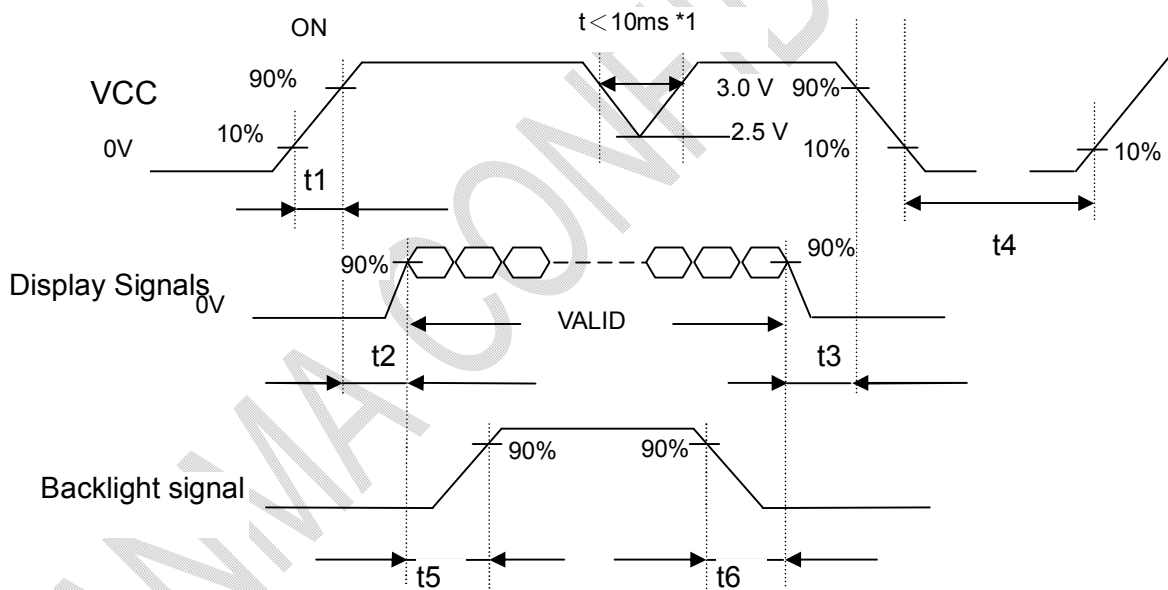 ON
t<10ms *1
VCC
90%
10%
0V
t1
3.0 V
2.5 V
90%
10%
10%
t4
Display Signals
0V
90%
VALID
90%
t2
t3
Backlight signal
90%
90%
t5
t6